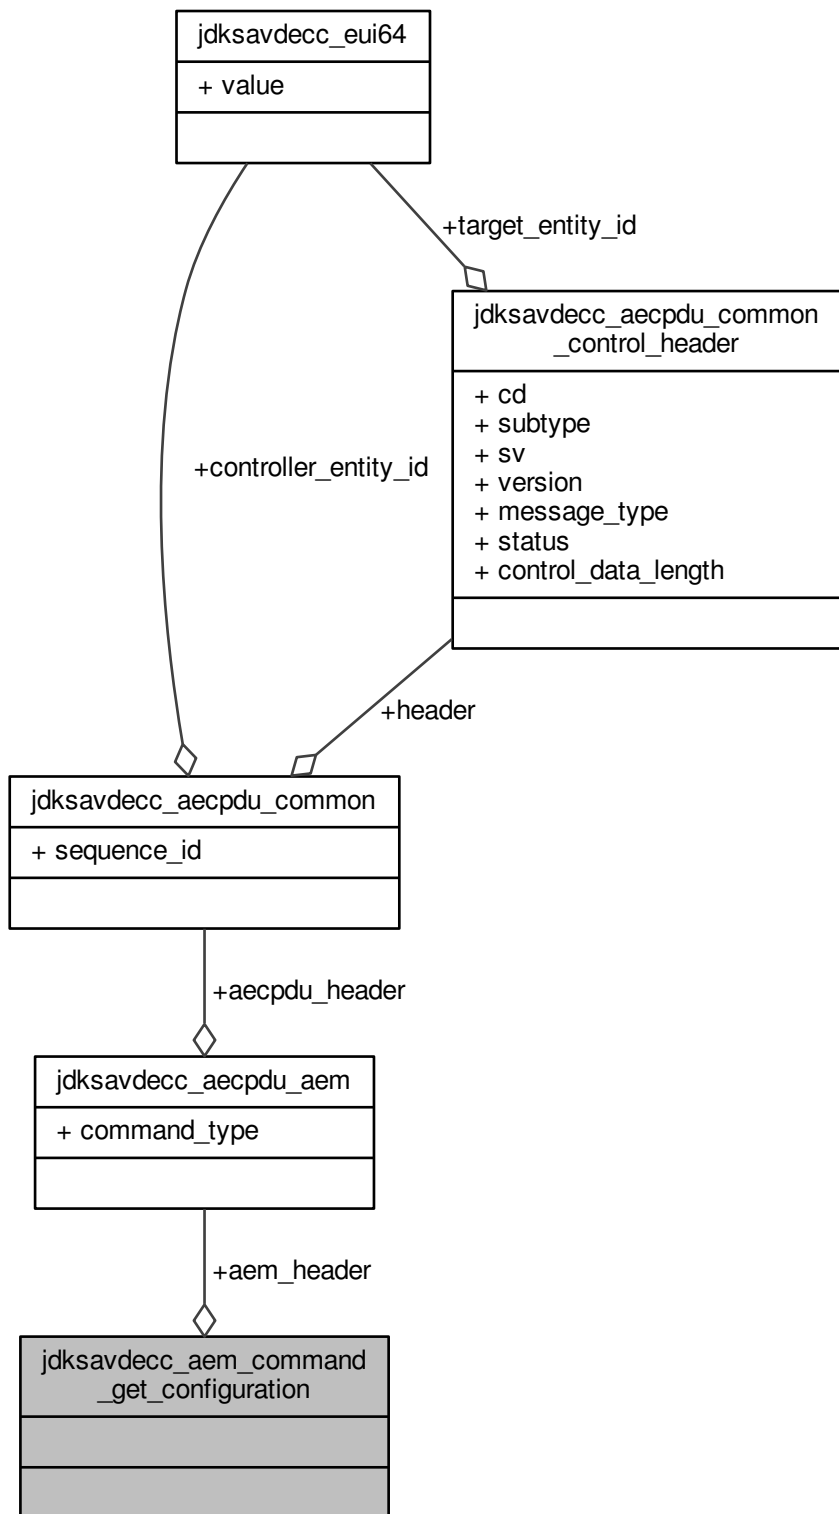 jdksavdecc_eui64
+ value
+target_entity_id
jdksavdecc_aecpdu_common
_control_header
+ cd
+ subtype
+ sv
+ version
+ message_type
+ status
+ control_data_length
+controller_entity_id
+header
jdksavdecc_aecpdu_common
+ sequence_id
+aecpdu_header
jdksavdecc_aecpdu_aem
+ command_type
+aem_header
jdksavdecc_aem_command
_get_configuration